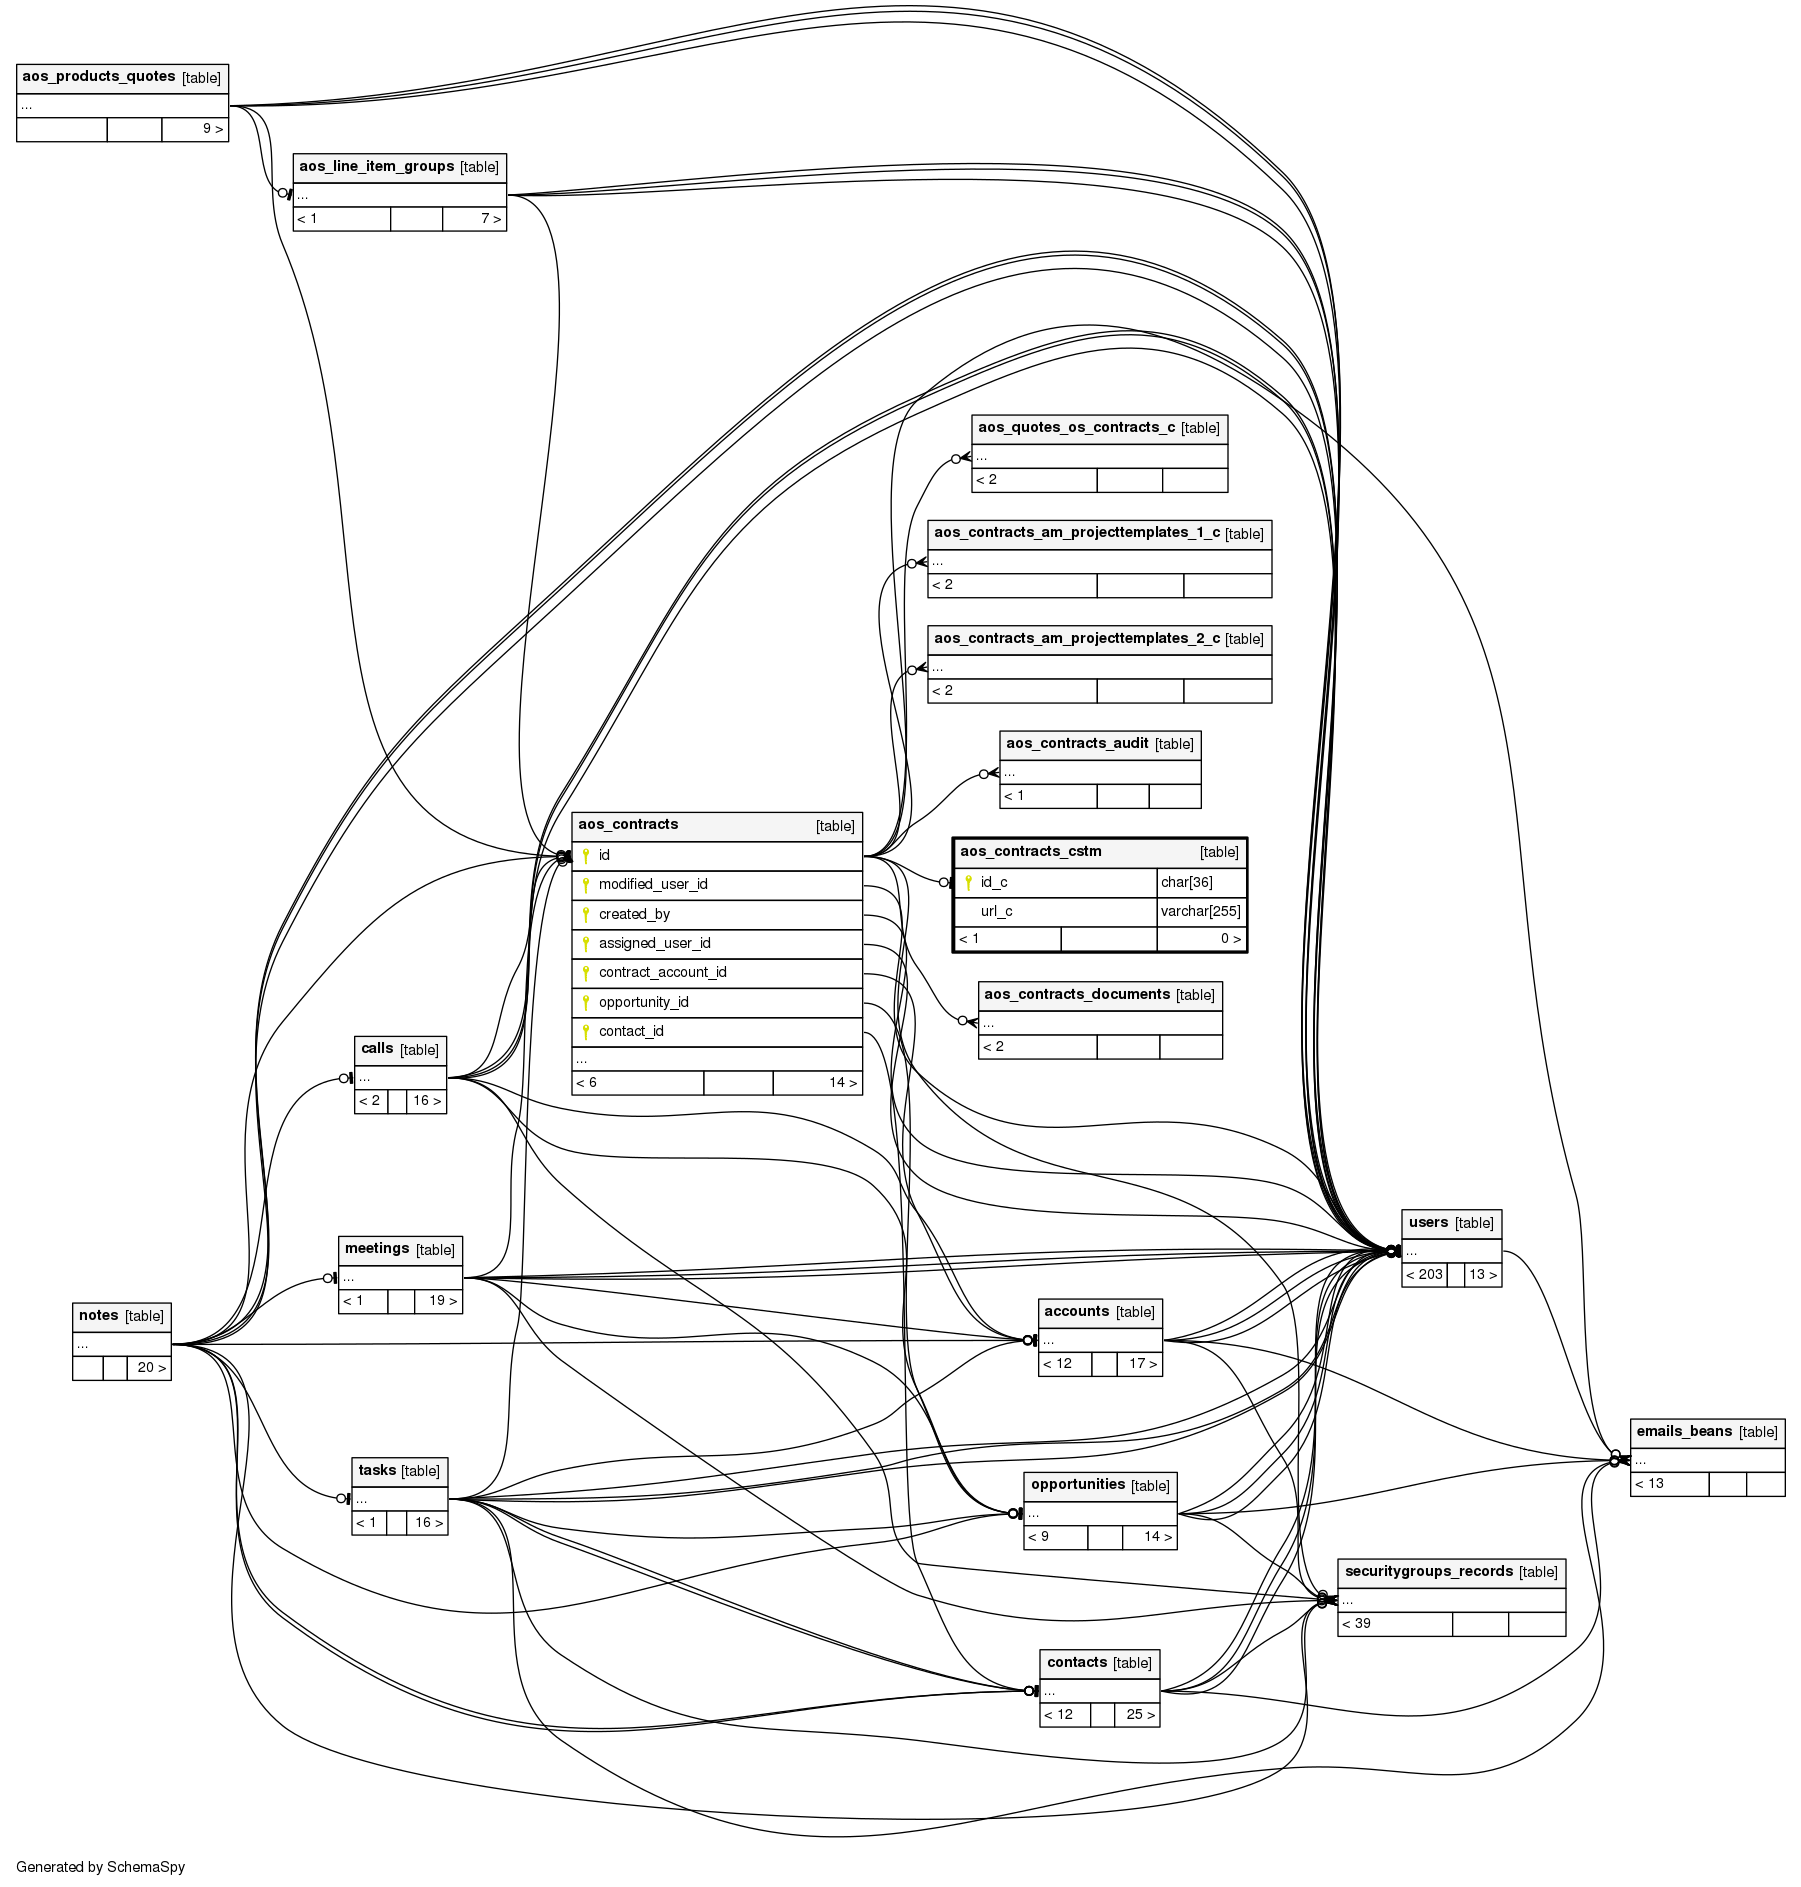 aos_products_quotes [table]
...
9 >
aos_line_item_groups [table]
...
< 1 7 >
aos_quotes_os_contracts_c [table]
...
< 2
aos_contracts_am_projecttemplates_1_c [table]
...
< 2
aos_contracts_am_projecttemplates_2_c [table]
...
< 2
aos_contracts_audit [table]
...
< 1
aos_contracts [table]
id
modified_user_id
created_by
assigned_user_id
contract_account_id
opportunity_id
contact_id
...
< 6 14 >
aos_contracts_cstm [table]
id_c char[36]
url_c varchar[255]
< 1 0 >
aos_contracts_documents [table]
...
< 2
calls [table]
...
< 2 16 >
users [table]
...
< 203 13 >
meetings [table]
...
< 1 19 >
notes [table]
...
20 >
accounts [table]
...
< 12 17 >
emails_beans [table]
...
< 13
tasks [table]
...
< 1 16 >
opportunities [table]
...
< 9 14 >
securitygroups_records [table]
...
< 39
contacts [table]
...
< 12 25 >
Generated by SchemaSpy